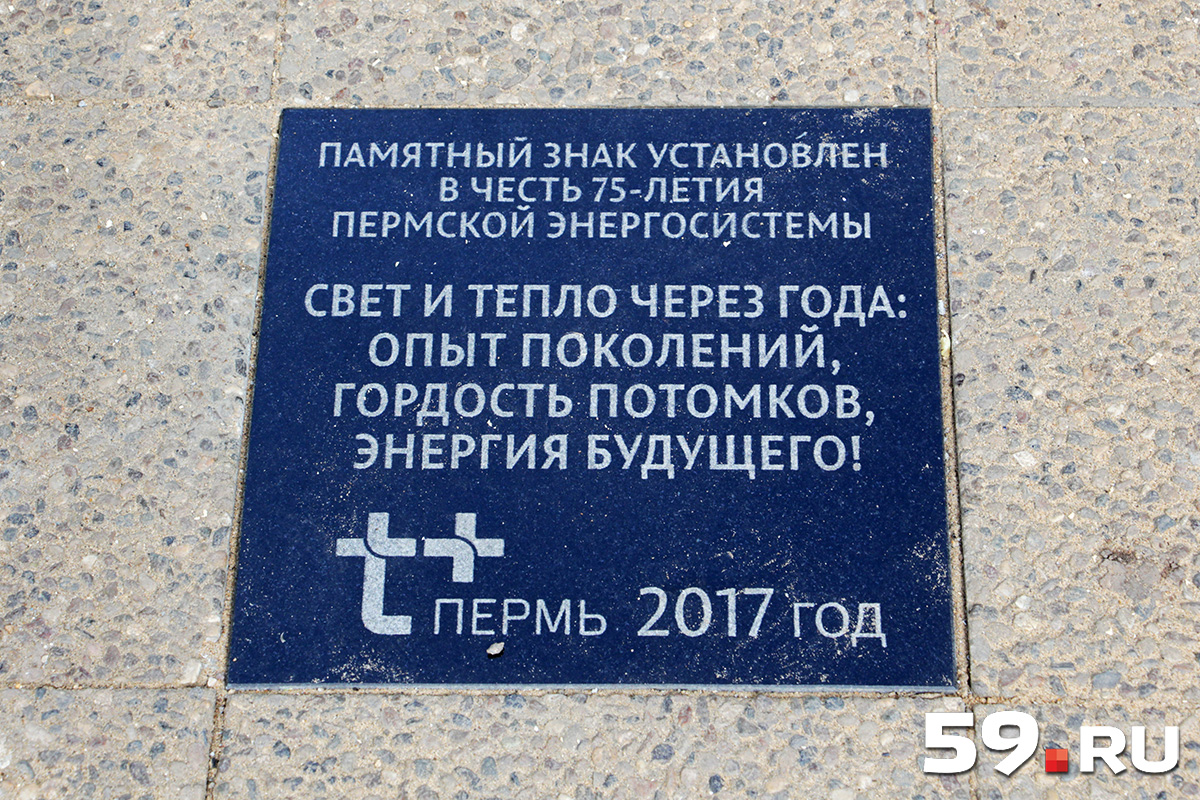 ПАМЯТНЫЙ ЗНАК УСТАНОВЛЕН
В ЧЕСТЬ 75-ЛЕТИЯ
ПЕРМСКОЙ ЭНЕРГОСИСТЕМЫ
СВЕТ И ТЕПЛО ЧЕРЕЗ ГОДА:
ОПЫТ ПОКОЛЕНИЙ,
ГОРДОСТЬ ПОТОМКОВ,
ЭНЕРГИЯ БУДУЩЕГО!
t+ ПЕРМЬ 2017 ГОД
59.RU